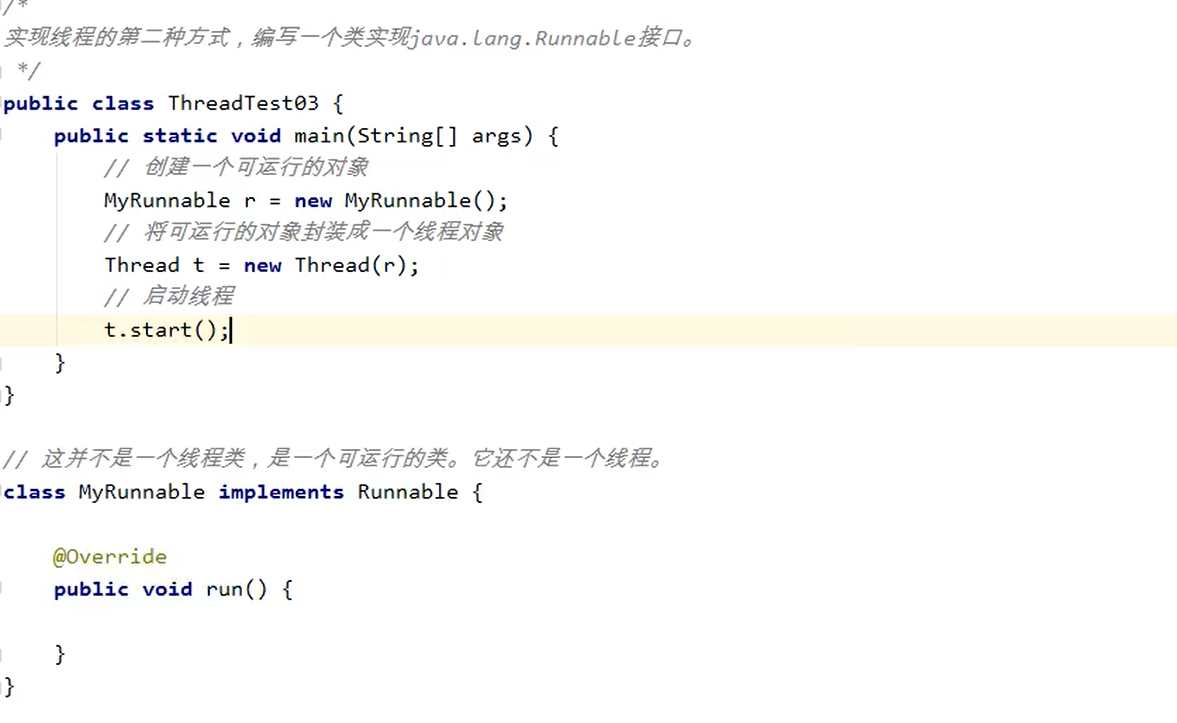 /*
实现线程的第二种方式，编写一个类实现java.lang.Runnable接口。
*/
public class ThreadTest03 {
public static void main(String[] args) {
// 创建一个可运行的对象
MyRunnable r = new MyRunnable();
// 将可运行的对象封装成一个线程对象
Thread t = new Thread(r);
// 启动线程
t.start();
}
}
// 这并不是一个线程类，是一个可运行的类。它还不是一个线程。
class MyRunnable implements Runnable {
@Override
public void run() {
}
}